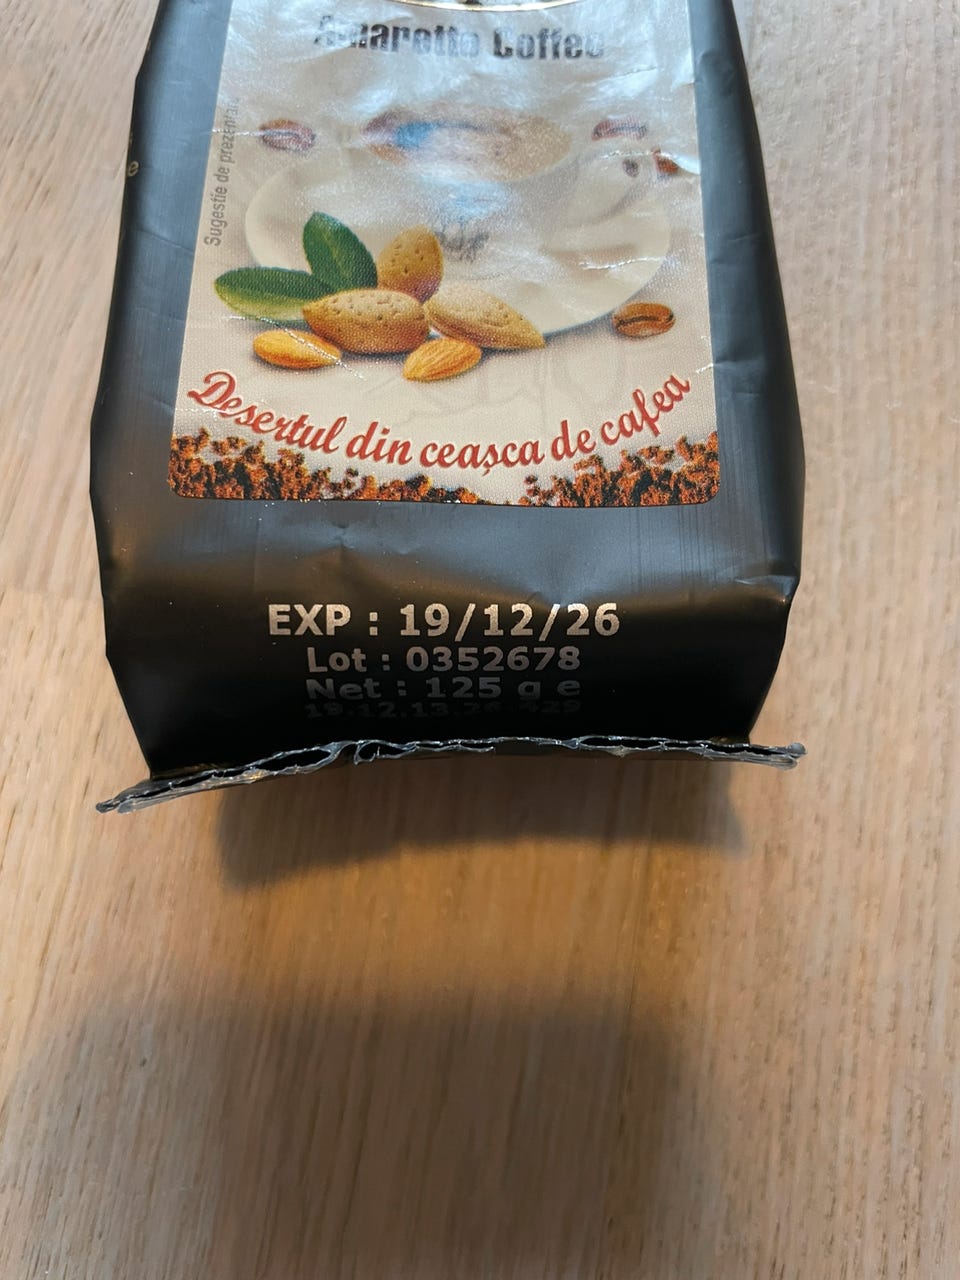 Amaretto Coffee
Sugestie de prezentare
Desertul din ceașca de cafea
EXP : 19/12/26
Lot : 0352678
Net : 125 g e